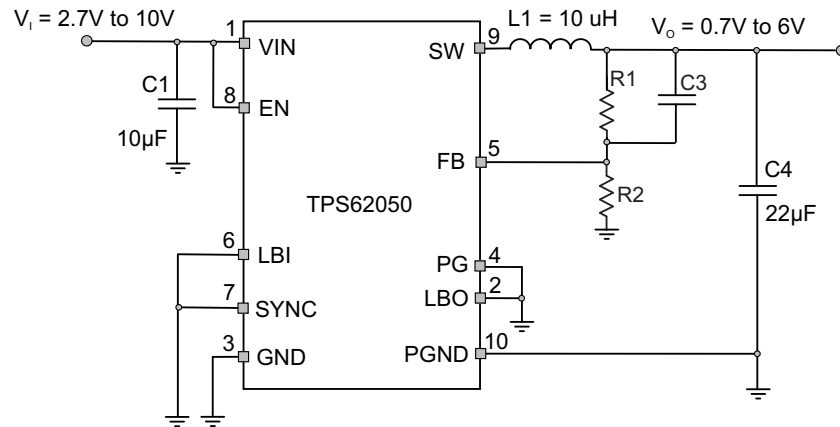 VI = 2.7V to 10V
1
VIN
SW
9
L1 = 10 uH
VO = 0.7V to 6V
C1
10µF
8
EN
R1
C3
5
FB
R2
C4
22µF
TPS62050
6
LBI
4
PG
7
SYNC
2
LBO
3
GND
10
PGND